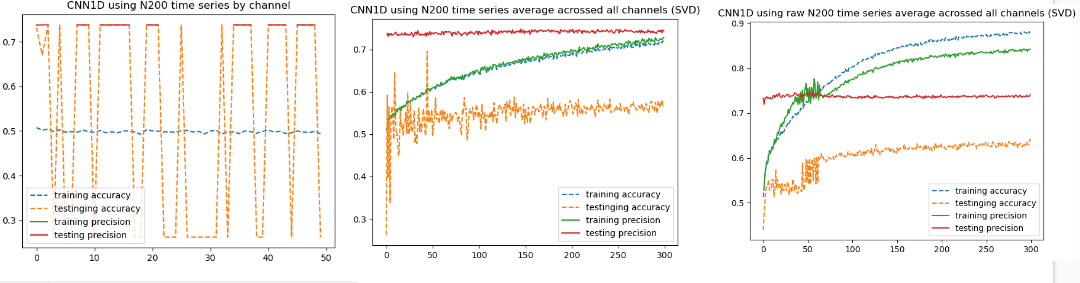 CNN1D using N200 time series by channel
0.7
0.6
0.5
0.4
0.3
training accuracy
testinging accuracy
training precision
testing precision
0 10 20 30 40 50
CNN1D using N200 time series average acrossed all channels (SVD)
0.7
0.6
0.5
0.4
0.3
training accuracy
testinging accuracy
training precision
testing precision
0 50 100 150 200 250 300
CNN1D using raw N200 time series average acrossed all channels (SVD)
0.9
0.8
0.7
0.6
0.5
training accuracy
testinging accuracy
training precision
testing precision
0 50 100 150 200 250 300